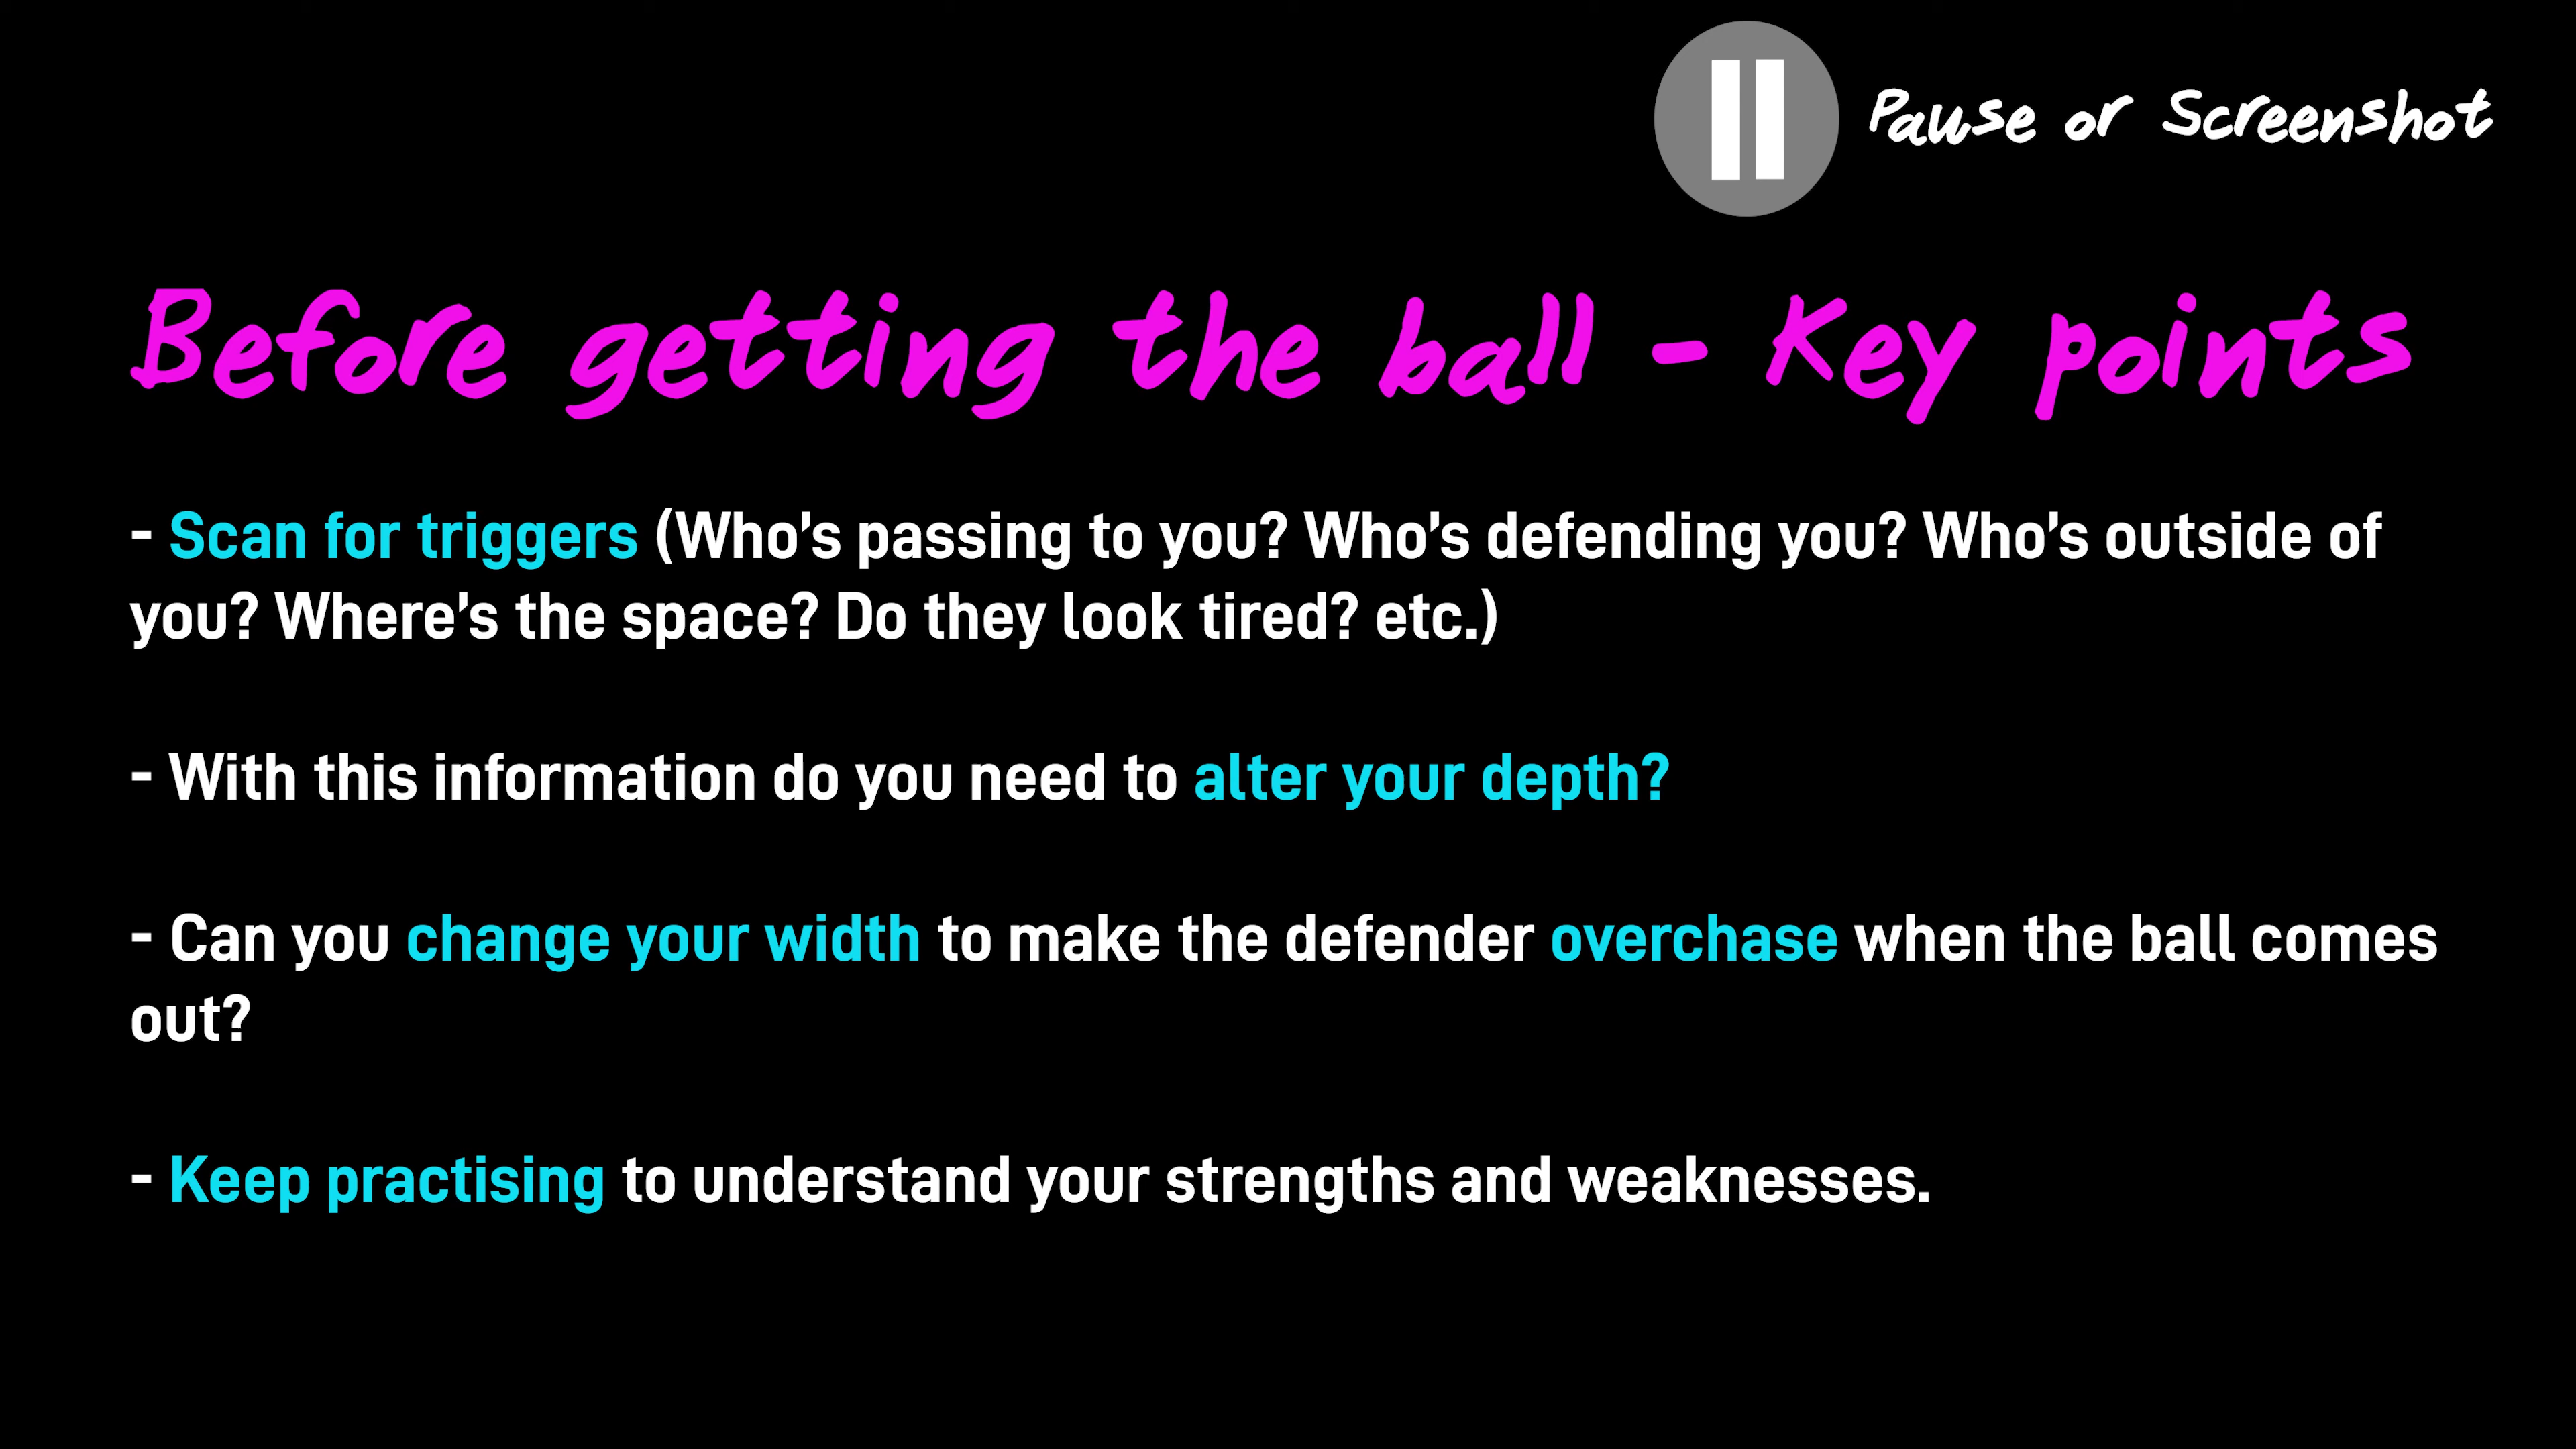 Pause or Screenshot
Before getting the ball - Key points
- Scan for triggers (Who's passing to you? Who's defending you? Who's outside of
you? Where's the space? Do they look tired? etc.)
- With this information do you need to alter your depth?
- Can you change your width to make the defender overchase when the ball comes
out?
- Keep practising to understand your strengths and weaknesses.